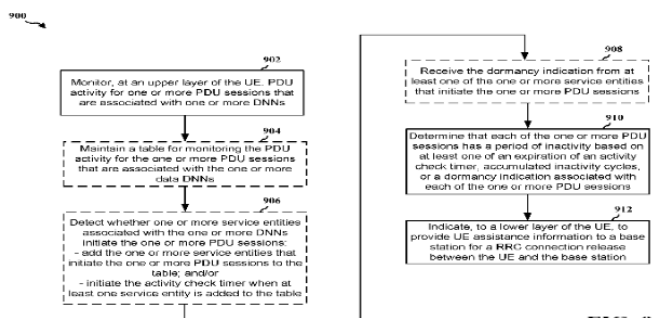 900
902
Monitor, at an upper layer of the UE, PDU
activity for one or more PDU sessions that
are associated with one or more DNNs
904
Maintain a table for monitoring the PDU
activity for the one or more PDU sessions
that are associated with the one or more
data DNNs
906
Detect whether one or more service entities
associated with the one or more DNNs
initiate the one or more PDU sessions:
- add the one or more service entities that
initiate the one or more PDU sessions to the
table; and/or
- initiate the activity check timer when at
least one service entity is added to the table
908
Receive the dormancy indication from at
least one of the one or more service entities
that initiate the one or more PDU sessions
910
Determine that each of the one or more PDU
sessions has a period of inactivity based on
at least one of an expiration of an activity
check timer, accumulated inactivity cycles,
or a dormancy indication associated with
each of the one or more PDU sessions
912
Indicate, to a lower layer of the UE, to
provide UE assistance information to a base
station for a RRC connection release
between the UE and the base station